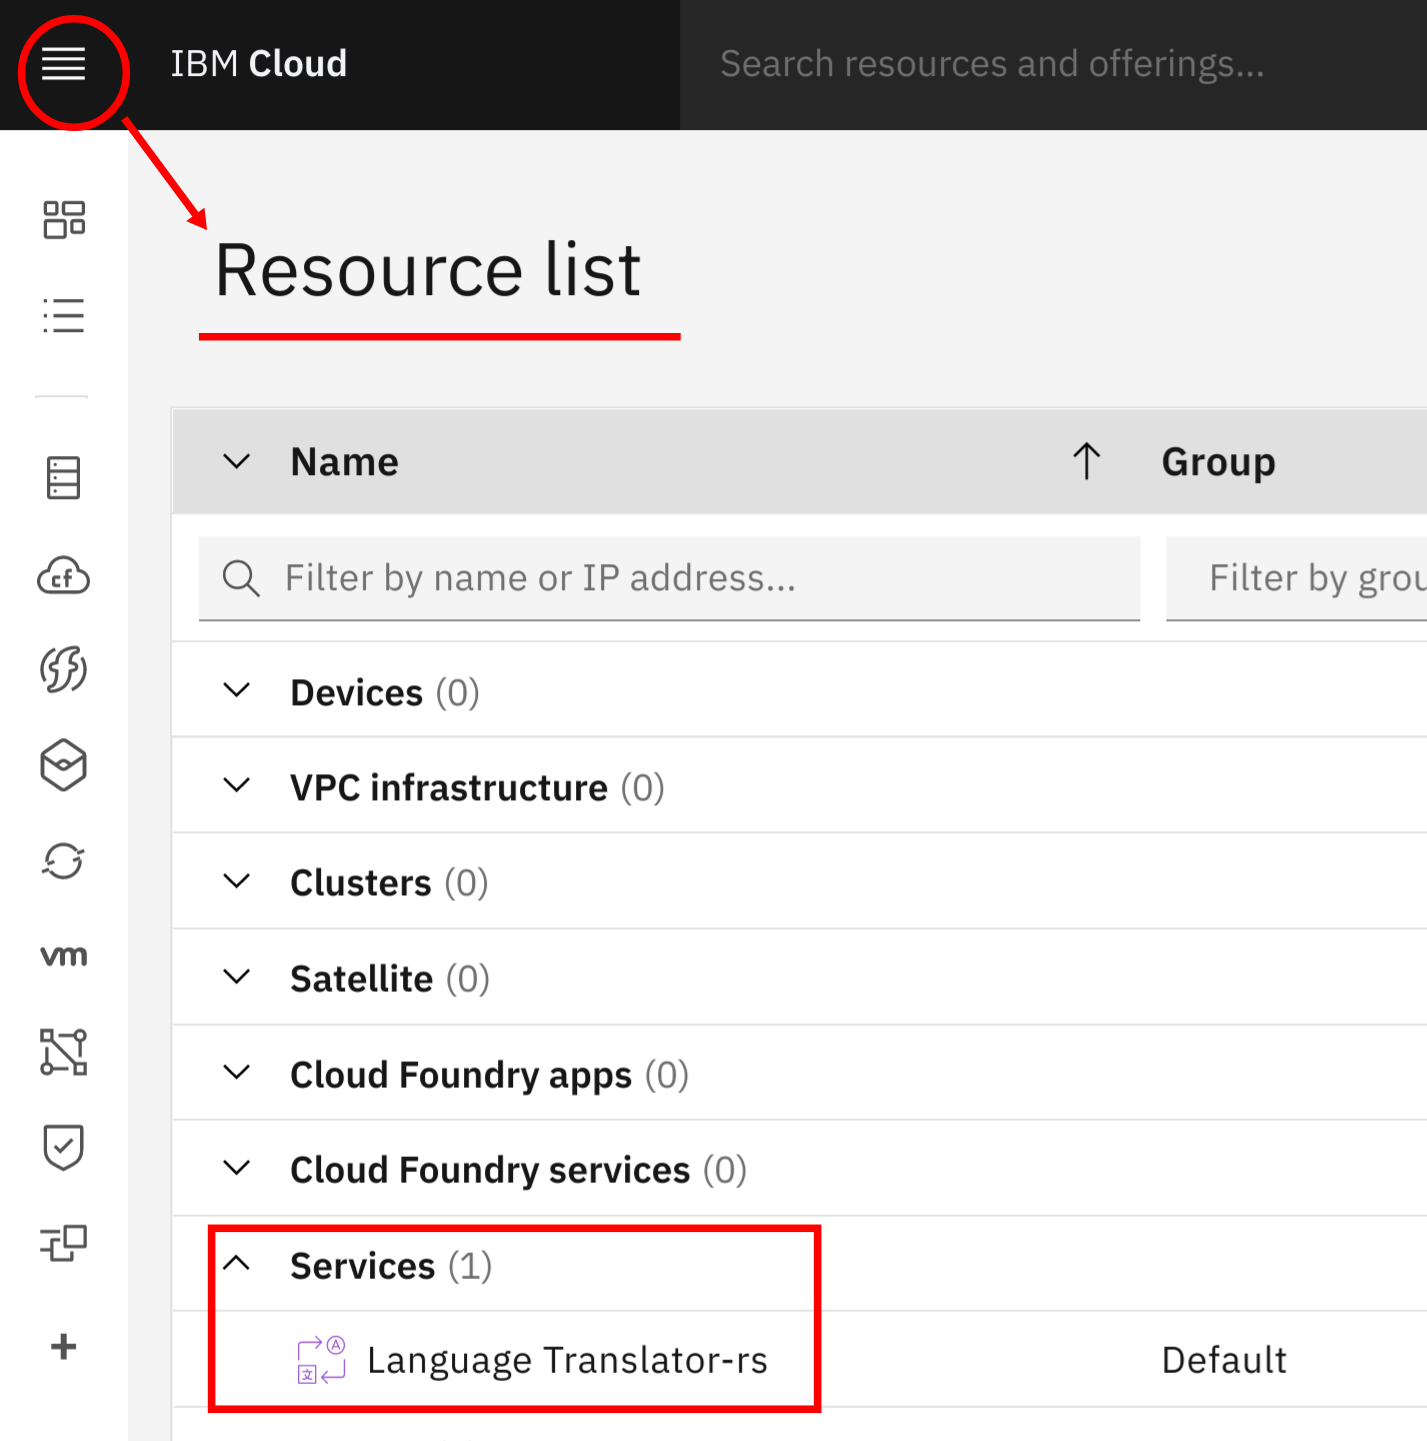 IBM Cloud
Search resources and offerings...
Resource list
Name
Group
Filter by name or IP address...
Filter by grou
Devices (0)
VPC infrastructure (0)
Clusters (0)
Satellite (0)
Cloud Foundry apps (0)
Cloud Foundry services (0)
Services (1)
Language Translator-rs
Default
cf
vm
A
文